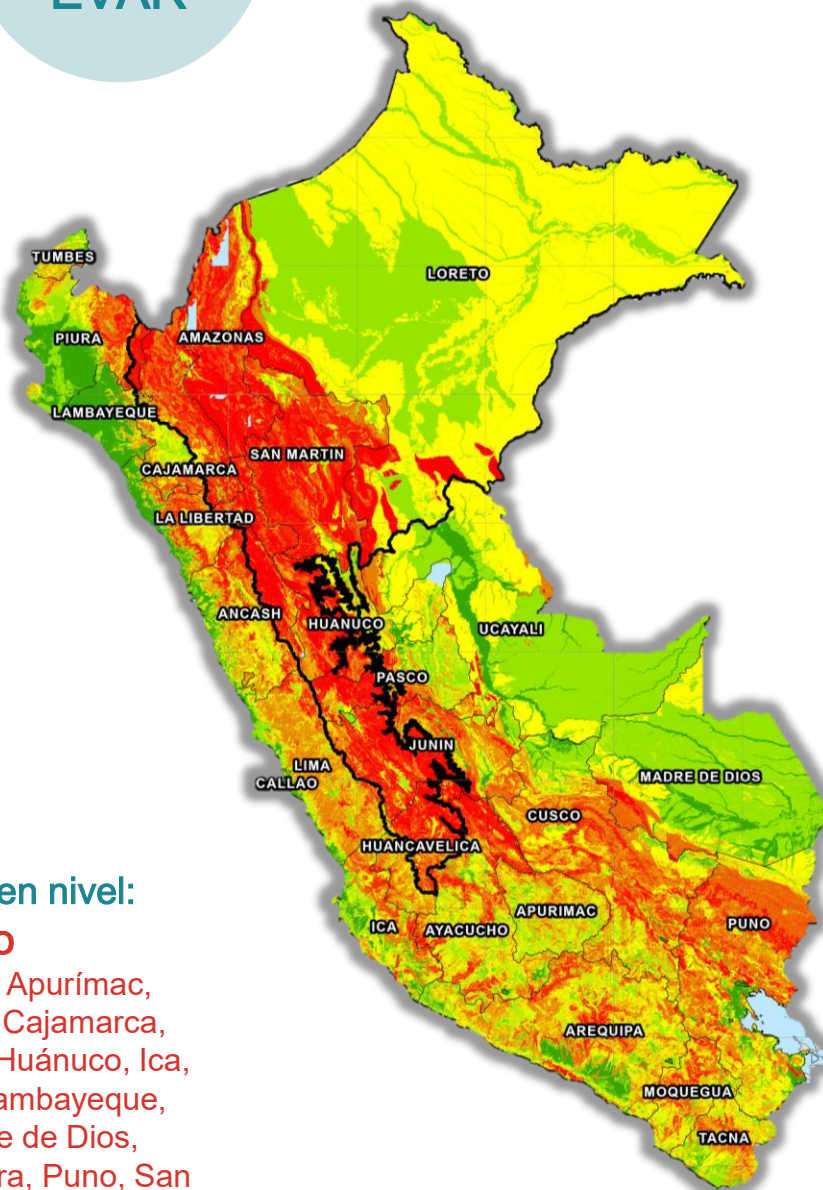 EVAR
TUMBES
LORETO
PIURA
AMAZONAS
LAMBAYEQUE
SAN MARTIN
CAJAMARCA
LA LIBERTAD
ANCASH
HUANUCO
UCAYALI
PASCO
JUNIN
LIMA
CALLAO
MADRE DE DIOS
CUSCO
HUANCAVELICA
en nivel:
O
Apurímac,
Cajamarca,
Huánuco, Ica,
ambayeque,
e de Dios,
ra, Puno, San
ICA
AYACUCHO
APURIMAC
PUNO
AREQUIPA
MOQUEGUA
TACNA